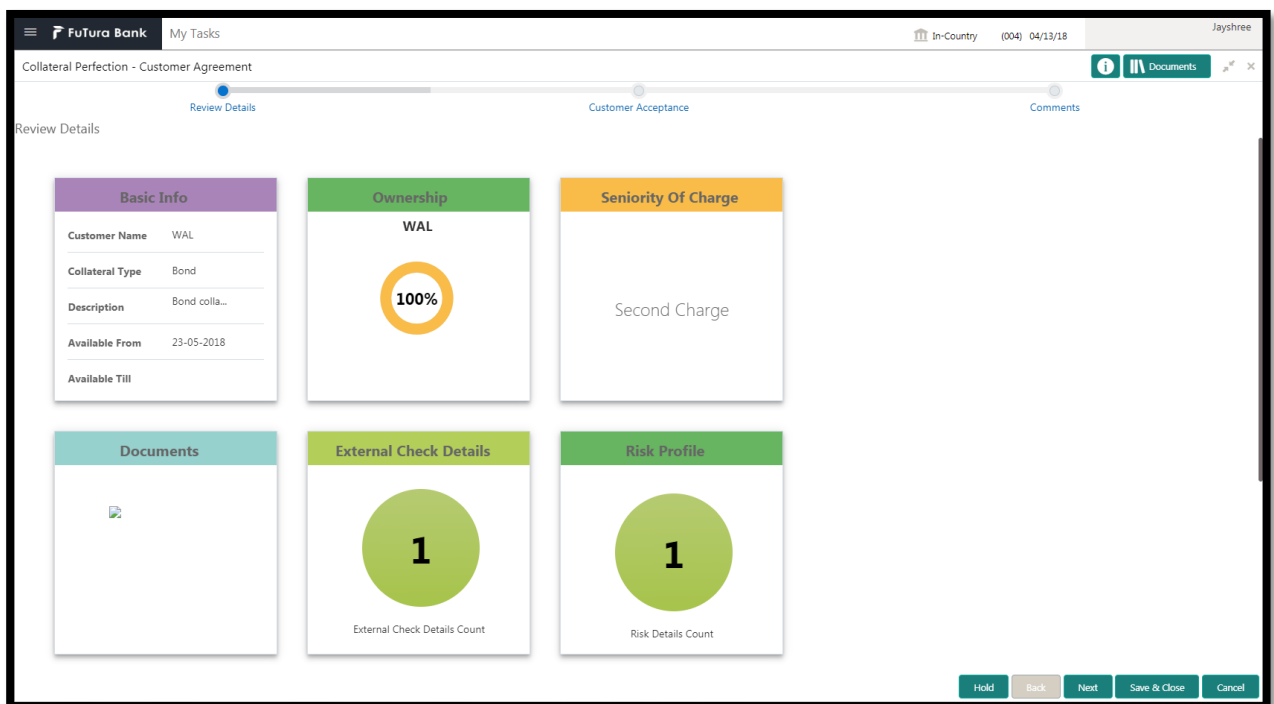 FuTura Bank My Tasks In-Country (004) 04/13/18 Jayshree
Collateral Perfection - Customer Agreement i Documents
Review Details Customer Acceptance Comments
Review Details
Basic Info
Customer Name WAL
Collateral Type Bond
Description Bond colla...
Available From 23-05-2018
Available Till
Ownership
WAL
100%
Seniority Of Charge
Second Charge
Documents
External Check Details
1
External Check Details Count
Risk Profile
1
Risk Details Count
Hold Back Next Save & Close Cancel